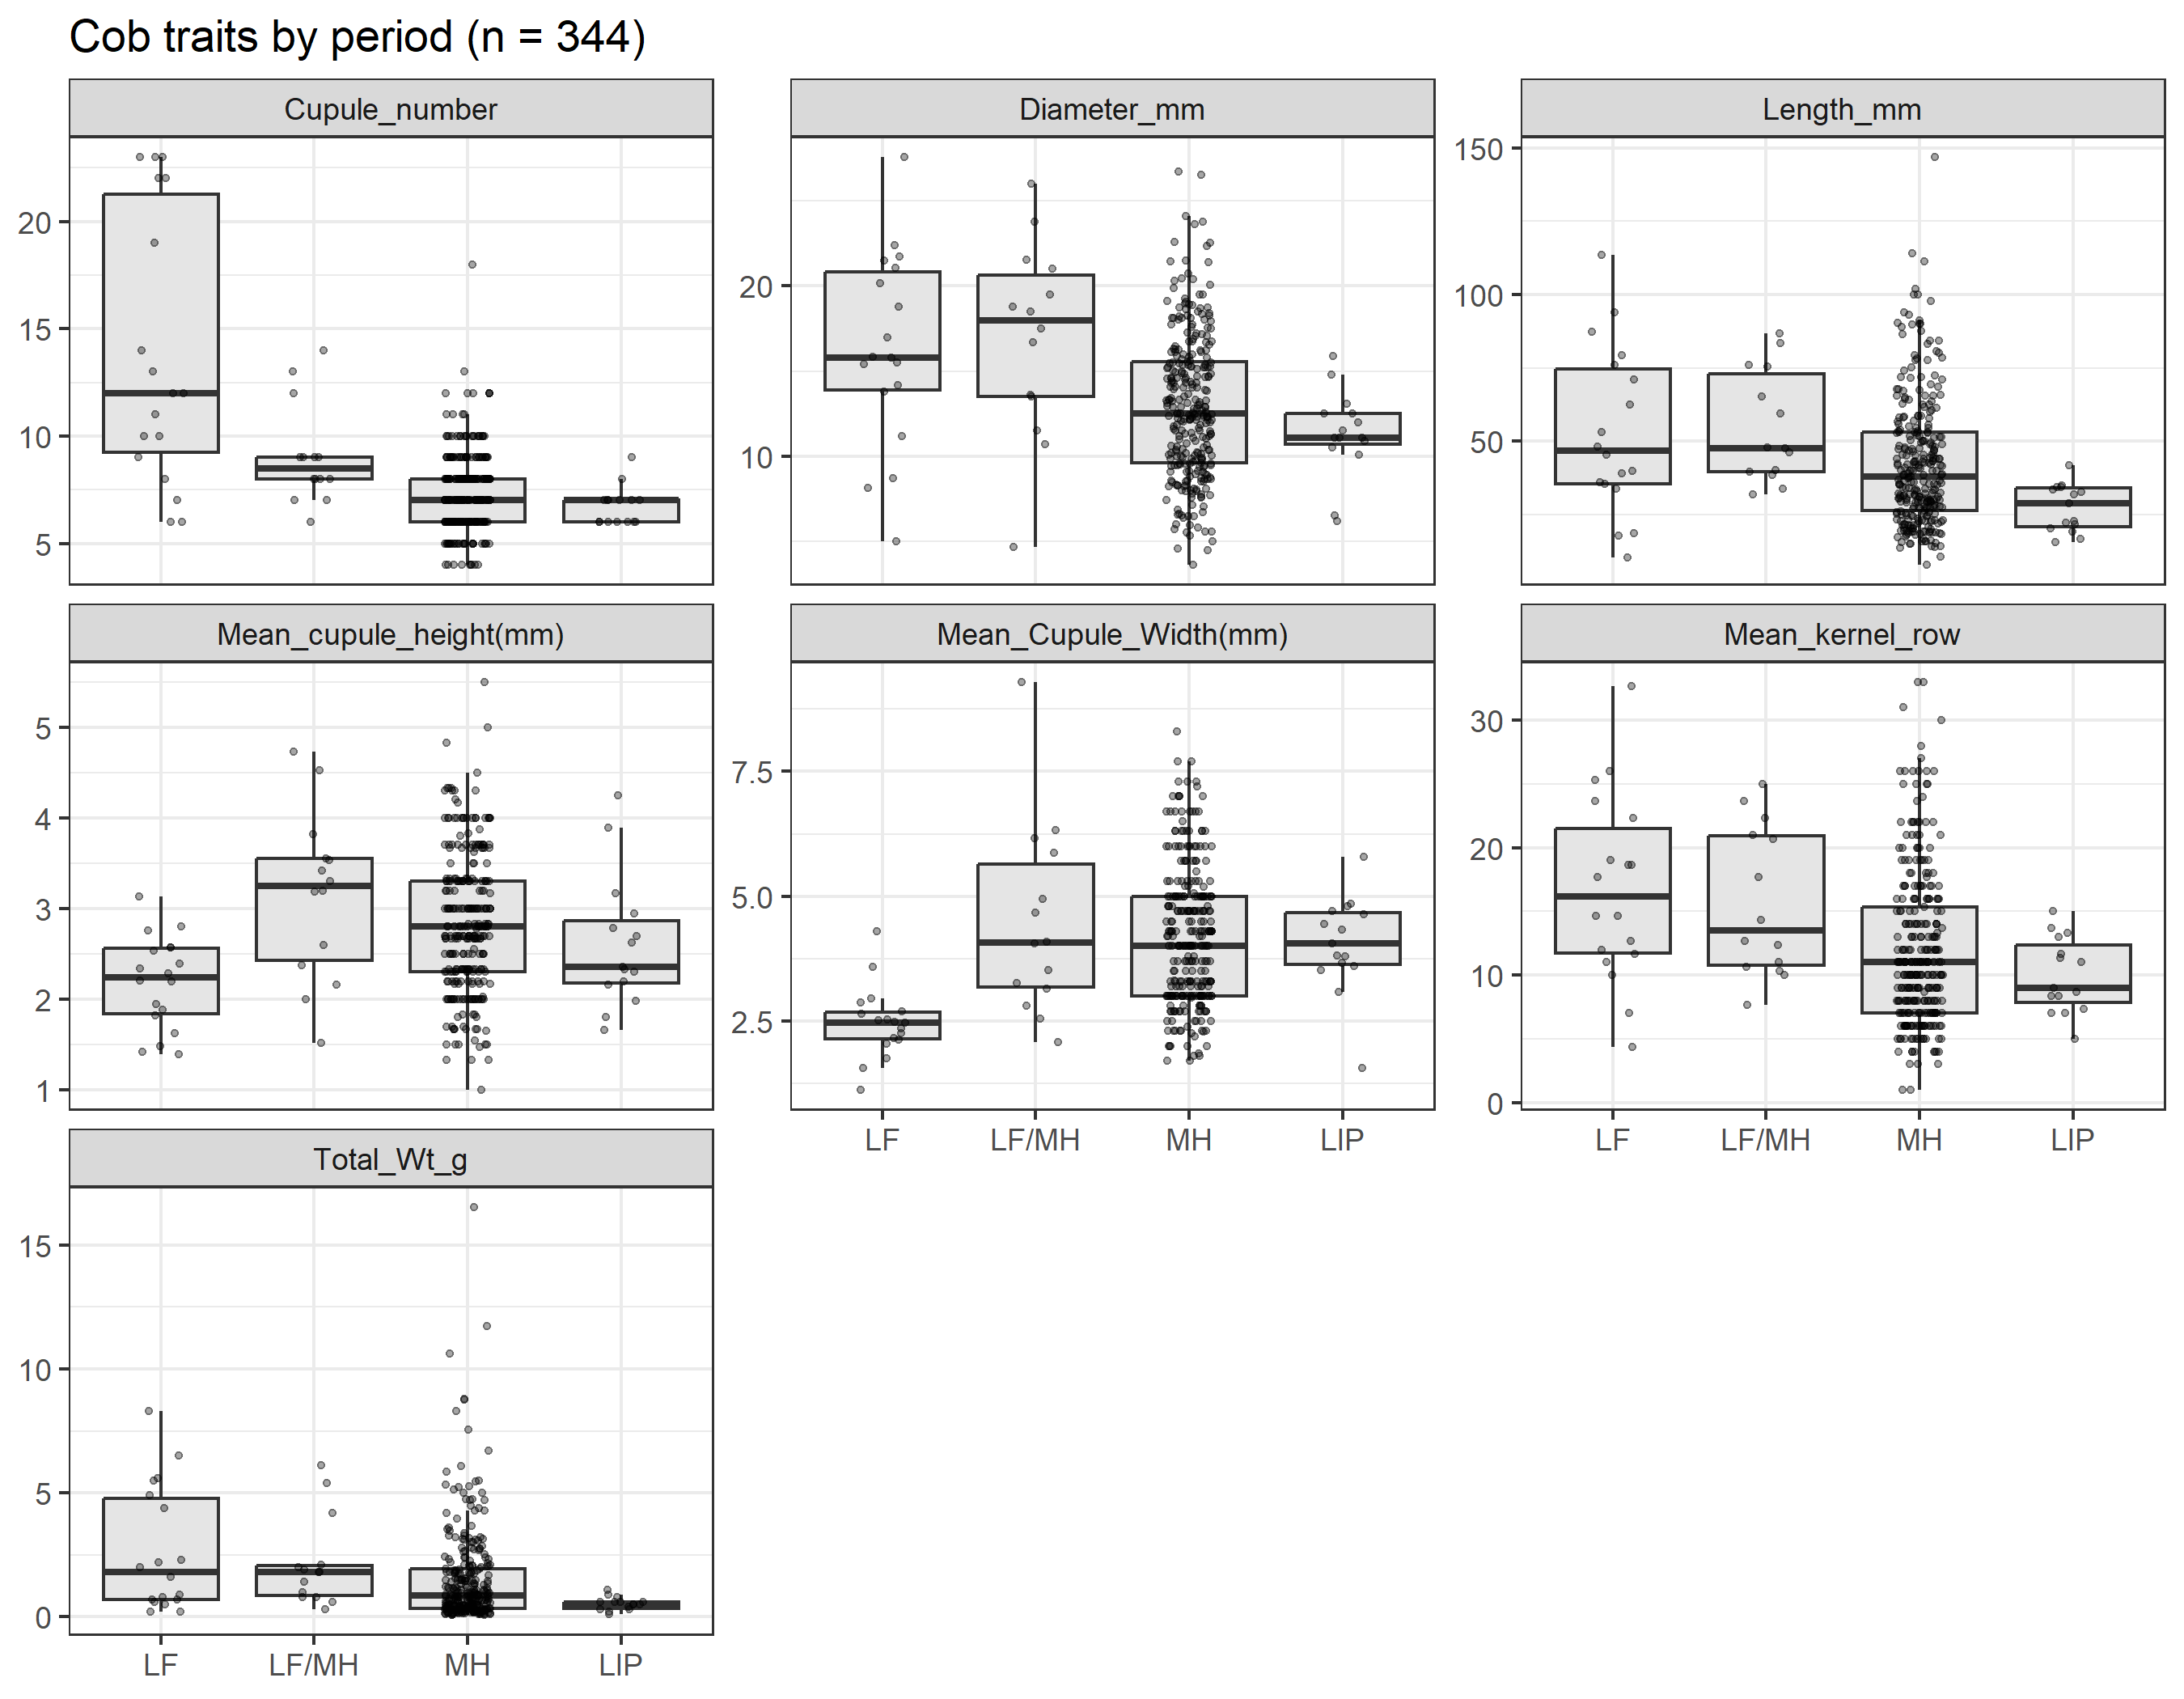 Cob traits by period (n = 344)
Cupule_number
Diameter_mm
Length_mm
20
15
10
5
20
10
150
100
50
Mean_cupule_height(mm)
Mean_Cupule_Width(mm)
Mean_kernel_row
5
4
3
2
1
7.5
5.0
2.5
30
20
10
0
LF LF/MH MH LIP
LF LF/MH MH LIP
Total_Wt_g
15
10
5
0
LF LF/MH MH LIP